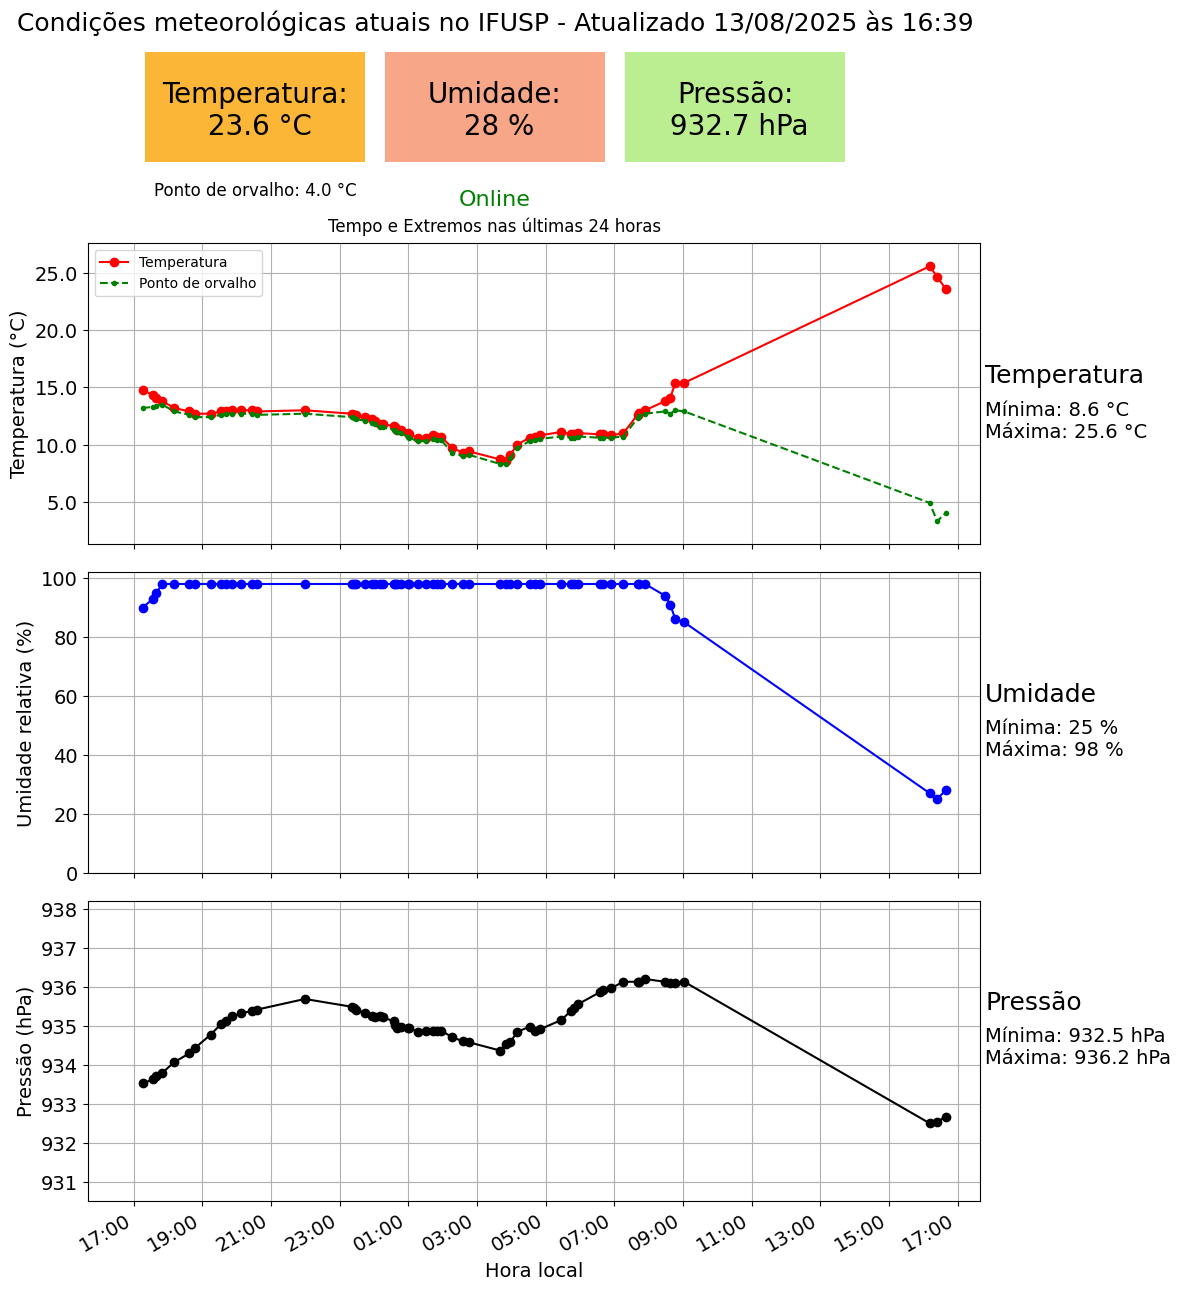 Condições meteorológicas atuais no IFUSP - Atualizado 13/08/2025 às 16:39
Temperatura:
23.6 °C
Umidade:
28 %
Pressão:
932.7 hPa
Ponto de orvalho: 4.0 °C
Online
Tempo e Extremos nas últimas 24 horas
Temperatura
Ponto de orvalho
Temperatura (°C)
25.0
20.0
15.0
10.0
5.0
Temperatura
Mínima: 8.6 °C
Máxima: 25.6 °C
Umidade relativa (%)
100
80
60
40
20
0
Umidade
Mínima: 25 %
Máxima: 98 %
Pressão (hPa)
938
937
936
935
934
933
932
931
Pressão
Mínima: 932.5 hPa
Máxima: 936.2 hPa
17:00
19:00
21:00
23:00
01:00
03:00
05:00
07:00
09:00
11:00
13:00
15:00
17:00
Hora local